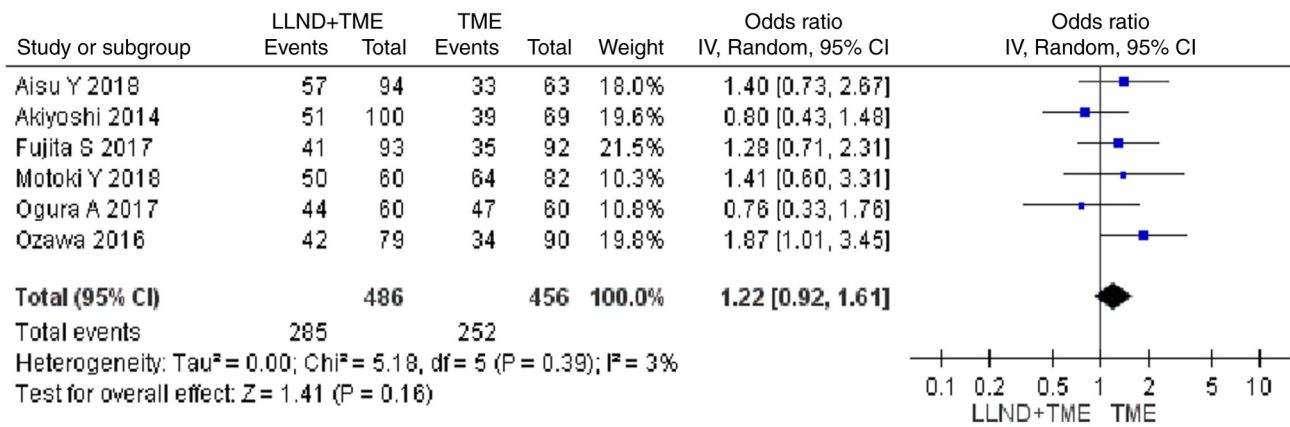 LLND+TME TME Odds ratio Odds ratio
Study or subgroup Events Total Events Total Weight IV, Random, 95% CI IV, Random, 95% CI
Aisu Y 2018 57 94 33 63 18.0% 1.40 [0.73, 2.67]
Akiyoshi 2014 51 100 39 69 19.6% 0.80 [0.43, 1.48]
Fujita S 2017 41 93 35 92 21.5% 1.28 [0.71, 2.31]
Motoki Y 2018 50 60 64 82 10.3% 1.41 [0.60, 3.31]
Ogura A 2017 44 60 47 60 10.8% 0.76 [0.33, 1.76]
Ozawa 2016 42 79 34 90 19.8% 1.87 [1.01, 3.45]
Total (95% CI) 486 456 100.0% 1.22 [0.92, 1.61]
Total events 285 252
Heterogeneity: Tau² = 0.00; Chi² = 5.18, df = 5 (P = 0.39); I² = 3%
Test for overall effect: Z = 1.41 (P = 0.16)
0.1 0.2 0.5 1 2 5 10
LLND+TME TME